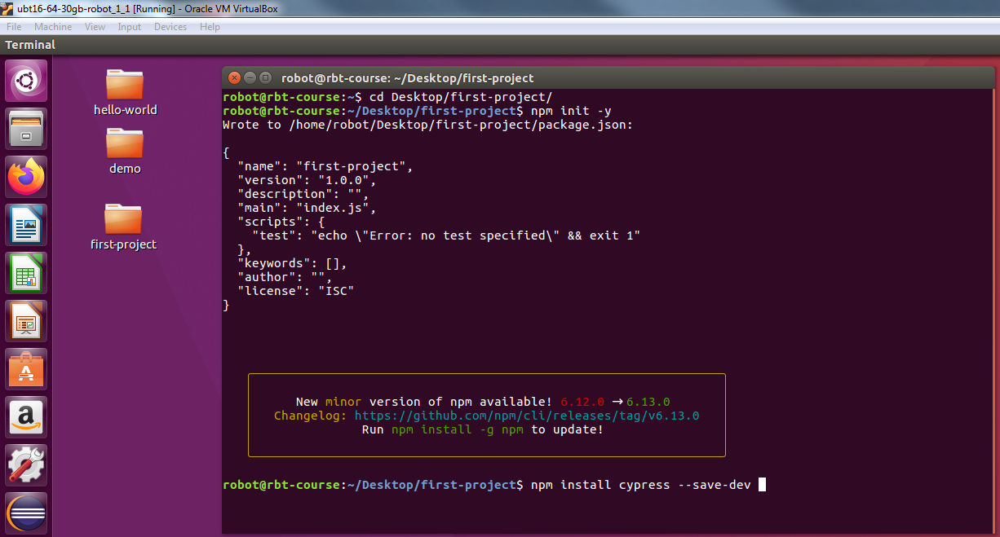 ubt16-64-30gb-robot_1_1 [Running] - Oracle VM VirtualBox
File Machine View Input Devices Help
Terminal
hello-world
demo
first-project
robot@rbt-course: ~/Desktop/first-project
robot@rbt-course:~$ cd Desktop/first-project/
robot@rbt-course:~/Desktop/first-project$ npm init -y
Wrote to /home/robot/Desktop/first-project/package.json:
{
"name": "first-project",
"version": "1.0.0",
"description": "",
"main": "index.js",
"scripts": {
"test": "echo \"Error: no test specified\" && exit 1"
},
"keywords": [],
"author": "",
"license": "ISC"
}
New minor version of npm available! 6.12.0 → 6.13.0
Changelog: https://github.com/npm/cli/releases/tag/v6.13.0
Run npm install -g npm to update!
robot@rbt-course:~/Desktop/first-project$ npm install cypress --save-dev